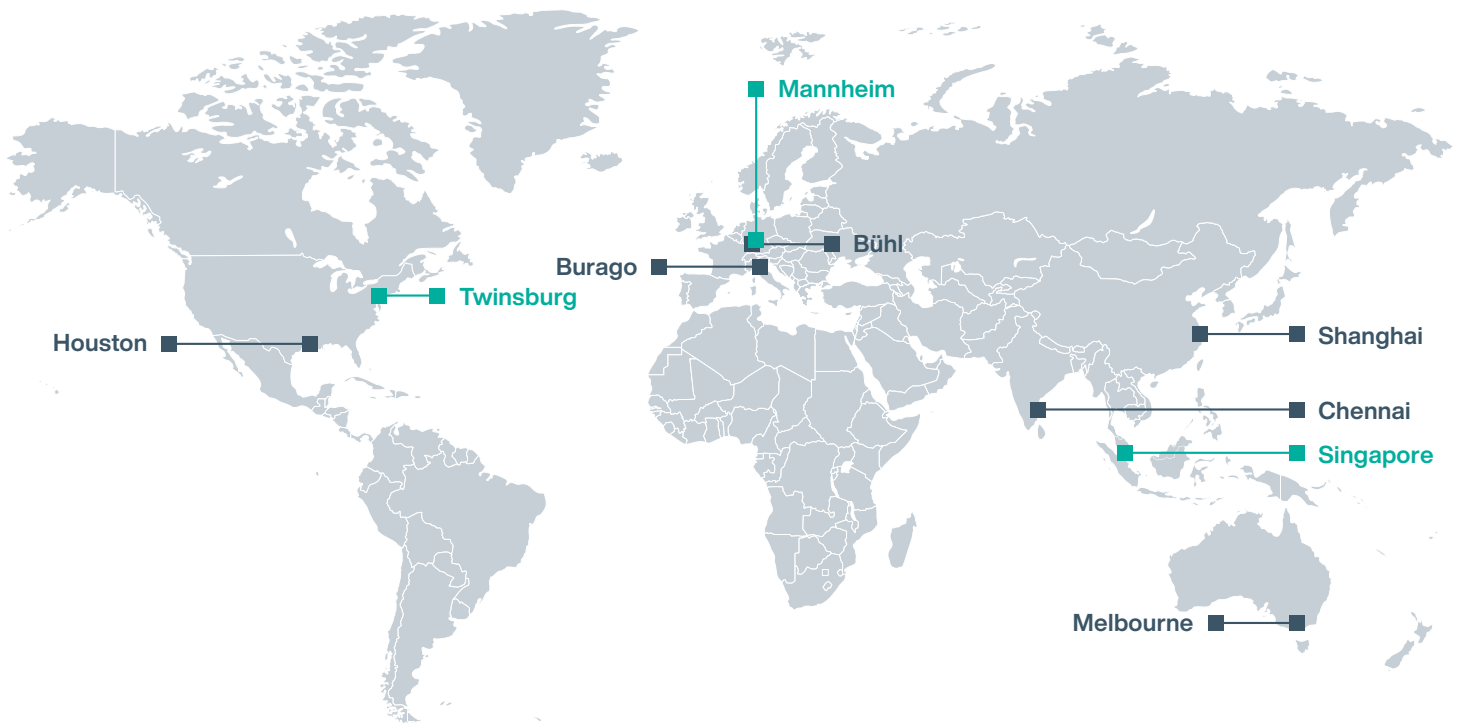 Mannheim
Bühl
Burago
Twinsburg
Houston
Shanghai
Chennai
Singapore
Melbourne